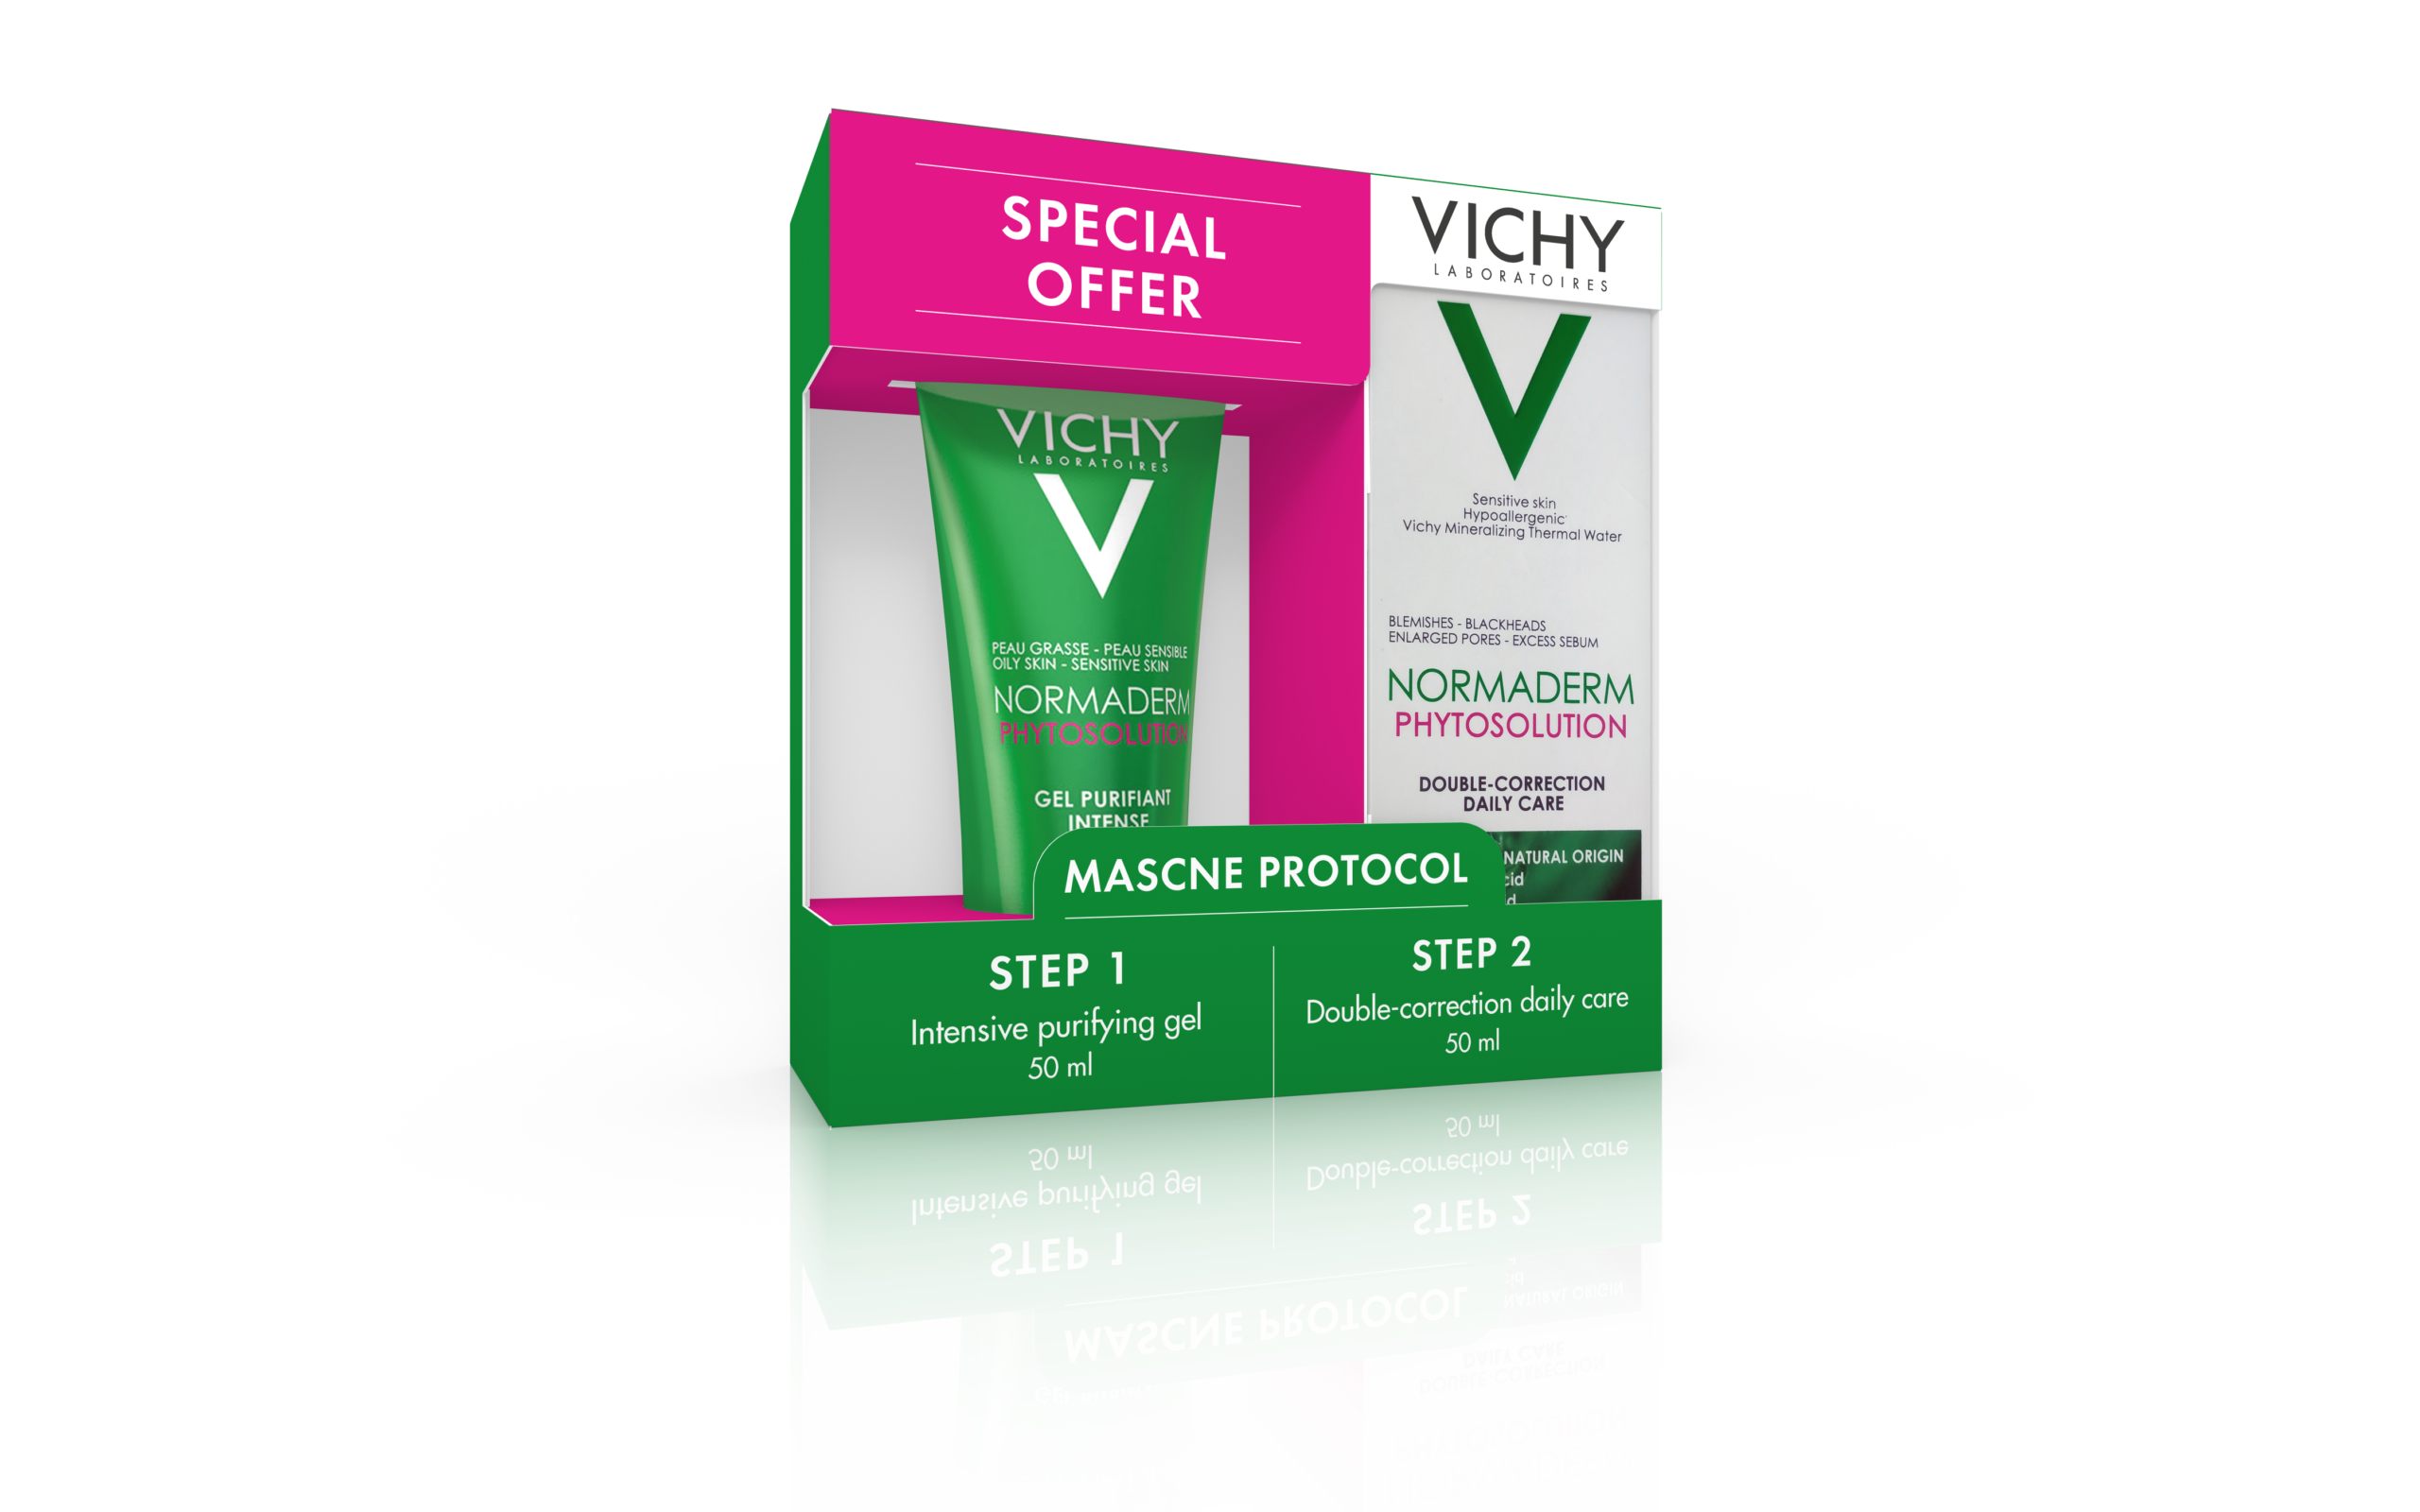 SPECIAL
OFFER
VICHY
LABORATOIRES
VICHY
LABORATOIRES
V
PEAU GRASSE - PEAU SENSIBLE
OILY SKIN - SENSITIVE SKIN
NORMADERM
PHYTOSOLUTION
GEL PURIFIANT
INTENSE
V
Sensitive skin
Hypoallergenic
Vichy Mineralizing Thermal Water
BLEMISHES - BLACKHEADS
ENLARGED PORES - EXCESS SEBUM
NORMADERM
PHYTOSOLUTION
DOUBLE-CORRECTION
DAILY CARE
NATURAL ORIGIN
MASCNE PROTOCOL
STEP 1
Intensive purifying gel
50 ml
STEP 2
Double-correction daily care
50 ml